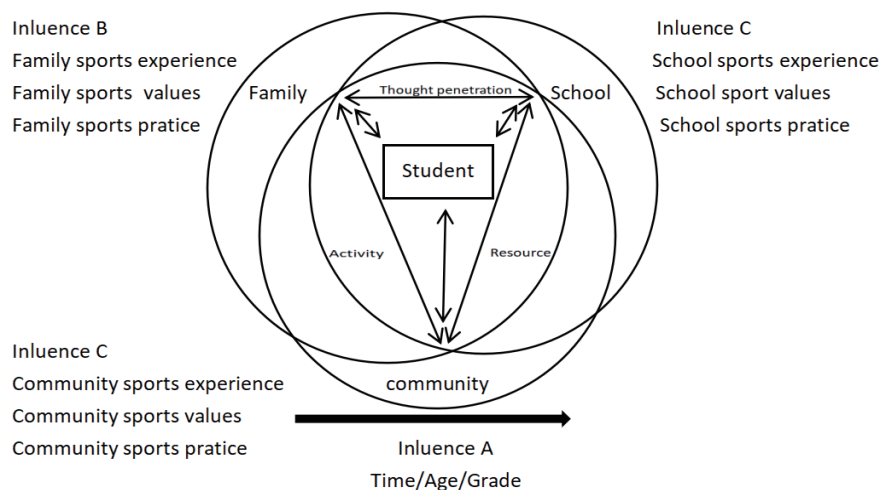 Inluence B
Family sports experience
Family sports values
Family sports pratice
Inluence C
School sports experience
School sport values
School sports pratice
Family
Thought penetration
School
Student
Activity
Resource
Inluence C
Community sports experience
Community sports values
Community sports pratice
community
Inluence A
Time/Age/Grade